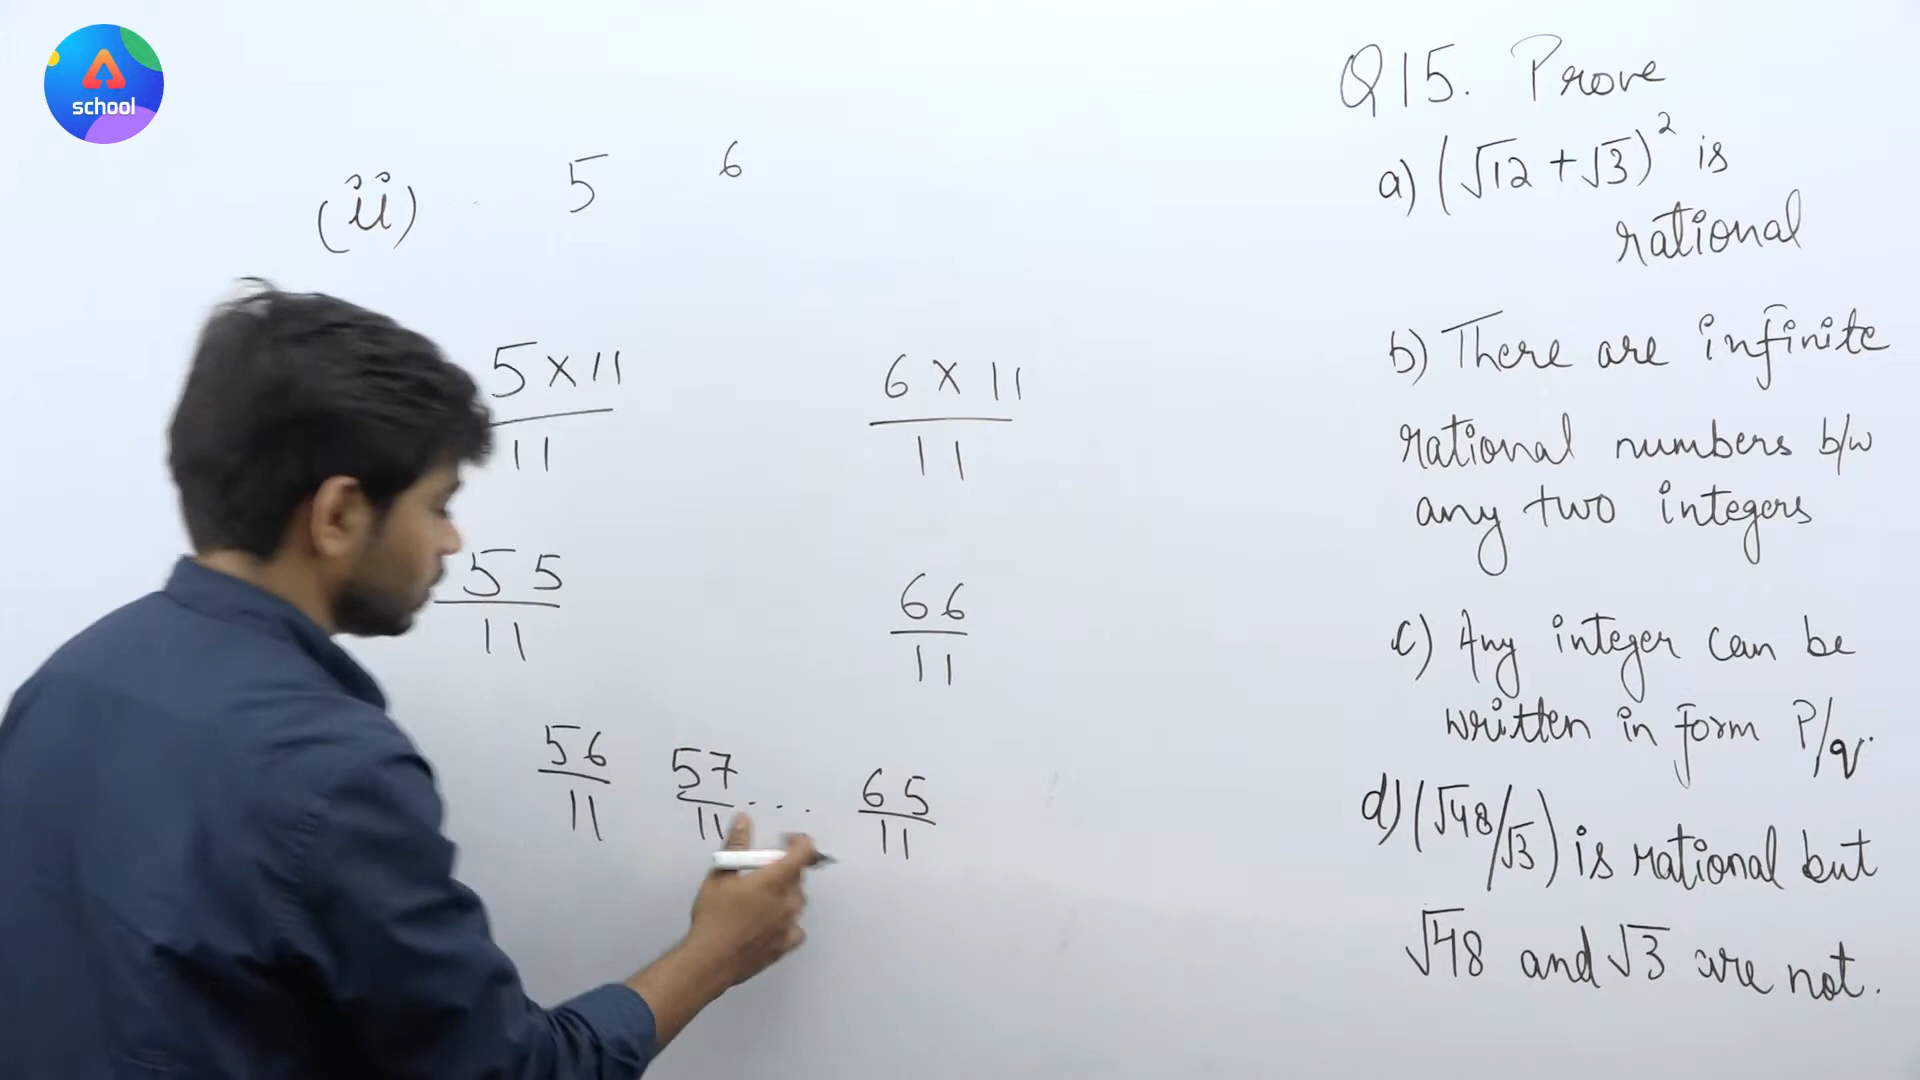 school
(ii) 5 6
5 × 11 / 11
6 × 11 / 11
55 / 11
66 / 11
56/11 57/11 ... 65/11
Q15. Prove
a) (√12 + √3)² is
rational
b) There are infinite
rational numbers b/w
any two integers
c) Any integer can be
written in form P/q.
d) (√48/√3) is rational but
√48 and √3 are not.